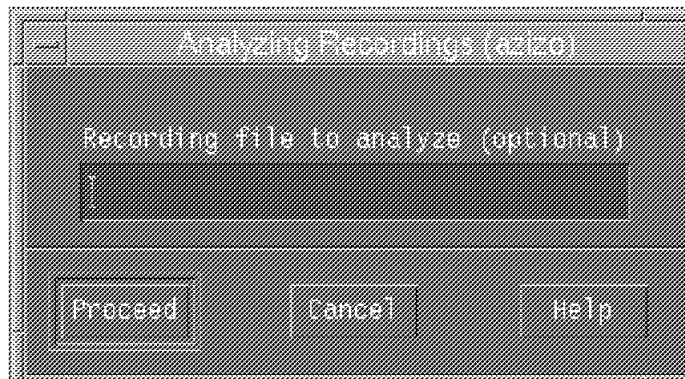 Analyzing Recordings (azizo)
Recording file to analyze (optional)
Proceed Cancel Help